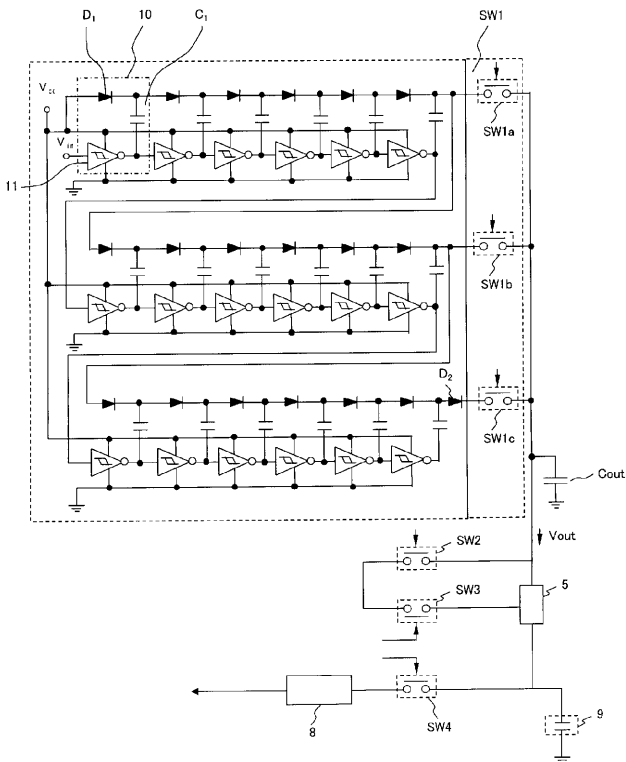 D1 10 C1 SW1
Vcc
SW1a
Vin
11
SW1b
D2
SW1c
Cout
Vout
SW2
5
SW3
SW4
8
9